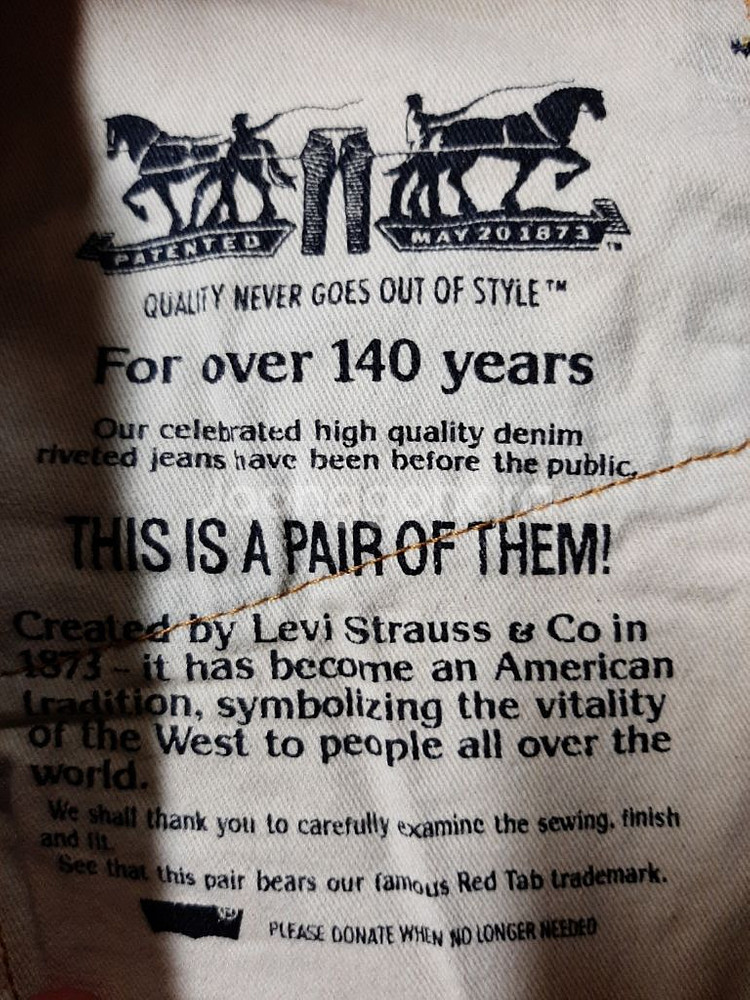 PATENTED MAY 20 1873 ™
QUALITY NEVER GOES OUT OF STYLE™
For over 140 years
Our celebrated high quality denim
riveted jeans have been before the public,
THIS IS A PAIR OF THEM!
Created by Levi Strauss & Co in
1873 – it has become an American
tradition, symbolizing the vitality
of the West to people all over the
world.
We shall thank you to carefully examine the sewing, finish
and fit.
See that this pair bears our famous Red Tab trademark.
PLEASE DONATE WHEN NO LONGER NEEDED